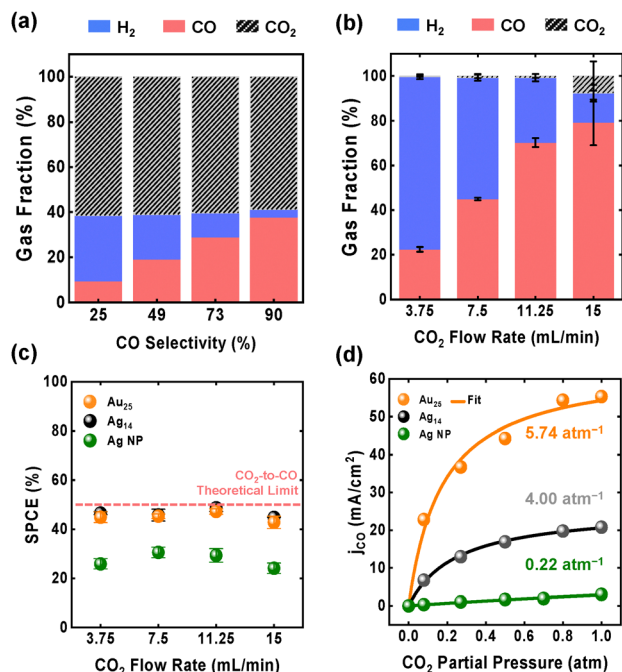 (a)
H₂ CO CO₂
Gas Fraction (%)
100
80
60
40
20
0
25 49 73 90
CO Selectivity (%)
(b)
H₂ CO CO₂
Gas Fraction (%)
100
80
60
40
20
0
3.75 7.5 11.25 15
CO₂ Flow Rate (mL/min)
(c)
SPCE (%)
100
80
60
40
20
0
Au₂₅
Ag₁₄
Ag NP
CO₂-to-CO
Theoretical Limit
3.75 7.5 11.25 15
CO₂ Flow Rate (mL/min)
(d)
j_CO (mA/cm²)
60
50
40
30
20
10
0
Au₂₅ Fit
Ag₁₄
Ag NP
5.74 atm⁻¹
4.00 atm⁻¹
0.22 atm⁻¹
0.0 0.2 0.4 0.6 0.8 1.0
CO₂ Partial Pressure (atm)